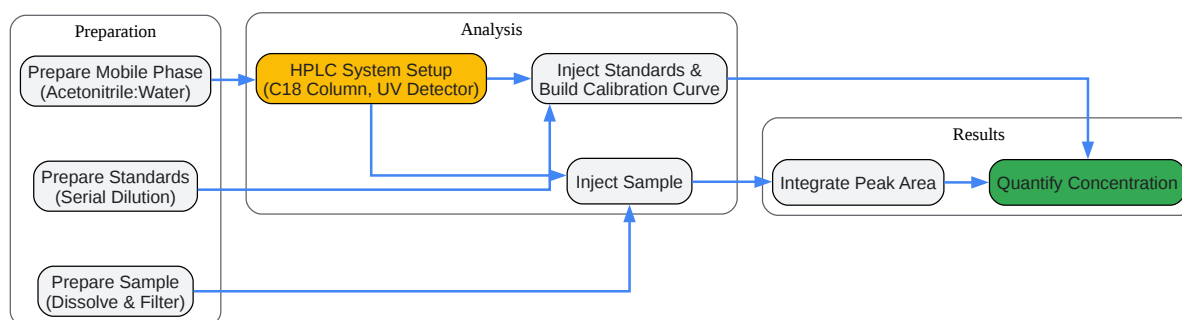 Preparation
Prepare Mobile Phase
(Acetonitrile:Water)
Prepare Standards
(Serial Dilution)
Prepare Sample
(Dissolve & Filter)
Analysis
HPLC System Setup
(C18 Column, UV Detector)
Inject Standards &
Build Calibration Curve
Inject Sample
Results
Integrate Peak Area
Quantify Concentration